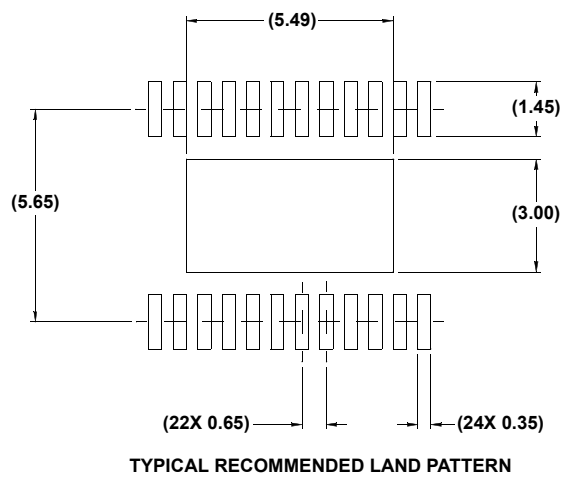 (5.49)
(1.45)
(5.65)
(3.00)
(22X 0.65)
(24X 0.35)
TYPICAL RECOMMENDED LAND PATTERN